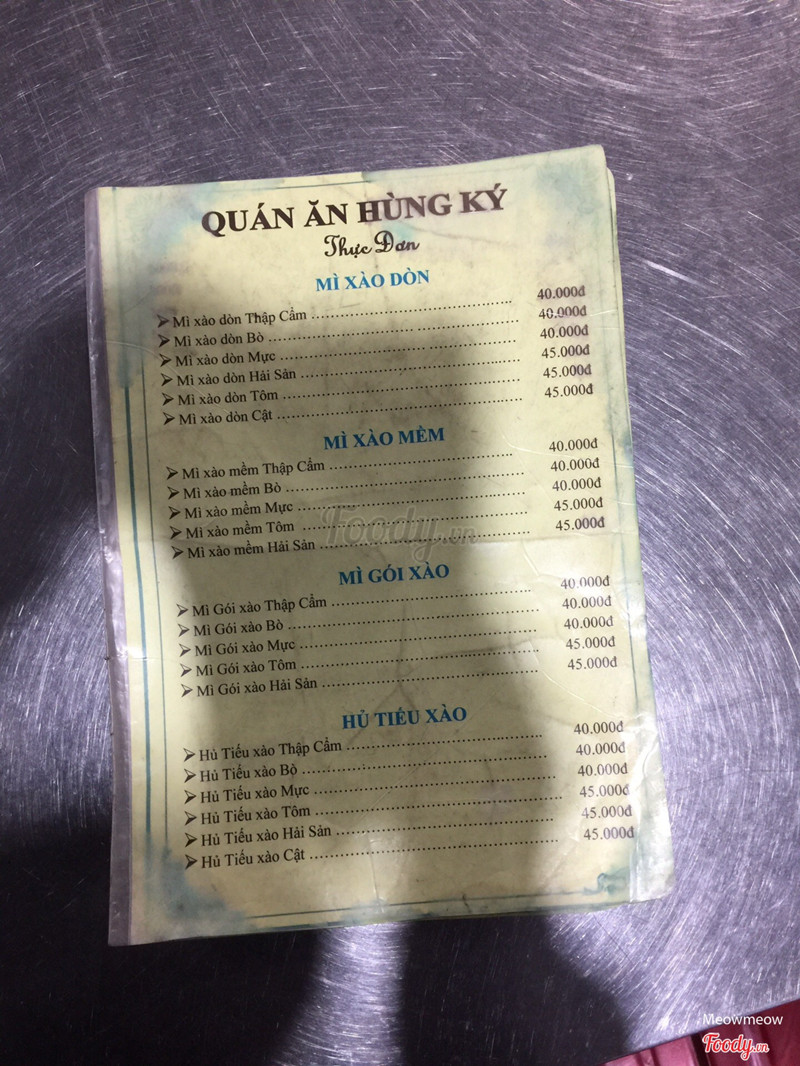 QUÁN ĂN HÙNG KÝ
Thực Đơn
MÌ XÀO DÒN
Mì xào dòn Thập Cẩm 40.000đ
Mì xào dòn Bò 40.000đ
Mì xào dòn Mực 40.000đ
Mì xào dòn Hải Sản 45.000đ
Mì xào dòn Tôm 45.000đ
Mì xào dòn Cật 45.000đ
MÌ XÀO MỀM
Mì xào mềm Thập Cẩm 40.000đ
Mì xào mềm Bò 40.000đ
Mì xào mềm Mực 40.000đ
Mì xào mềm Tôm 45.000đ
Mì xào mềm Hải Sản 45.000đ
Foody.vn
MÌ GÓI XÀO
Mì Gói xào Thập Cẩm 40.000đ
Mì Gói xào Bò 40.000đ
Mì Gói xào Mực 40.000đ
Mì Gói xào Tôm 45.000đ
Mì Gói xào Hải Sản 45.000đ
HỦ TIẾU XÀO
Hủ Tiếu xào Thập Cẩm 40.000đ
Hủ Tiếu xào Bò 40.000đ
Hủ Tiếu xào Mực 40.000đ
Hủ Tiếu xào Tôm 45.000đ
Hủ Tiếu xào Hải Sản 45.000đ
Hủ Tiếu xào Cật 45.000đ
Meowmeow
Foody.vn